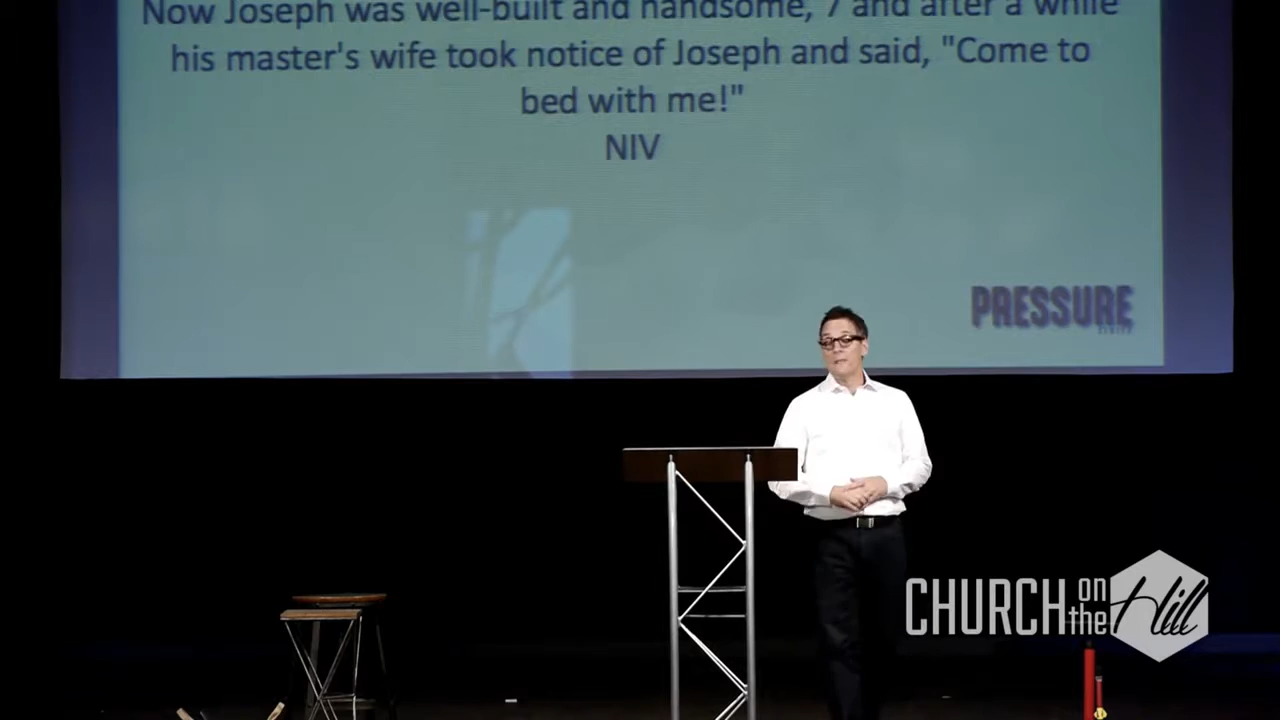 Now Joseph was well-built and handsome, 7 and after a while
his master's wife took notice of Joseph and said, "Come to
bed with me!"
NIV
PRESSURE
SERIES
CHURCH on the Hill